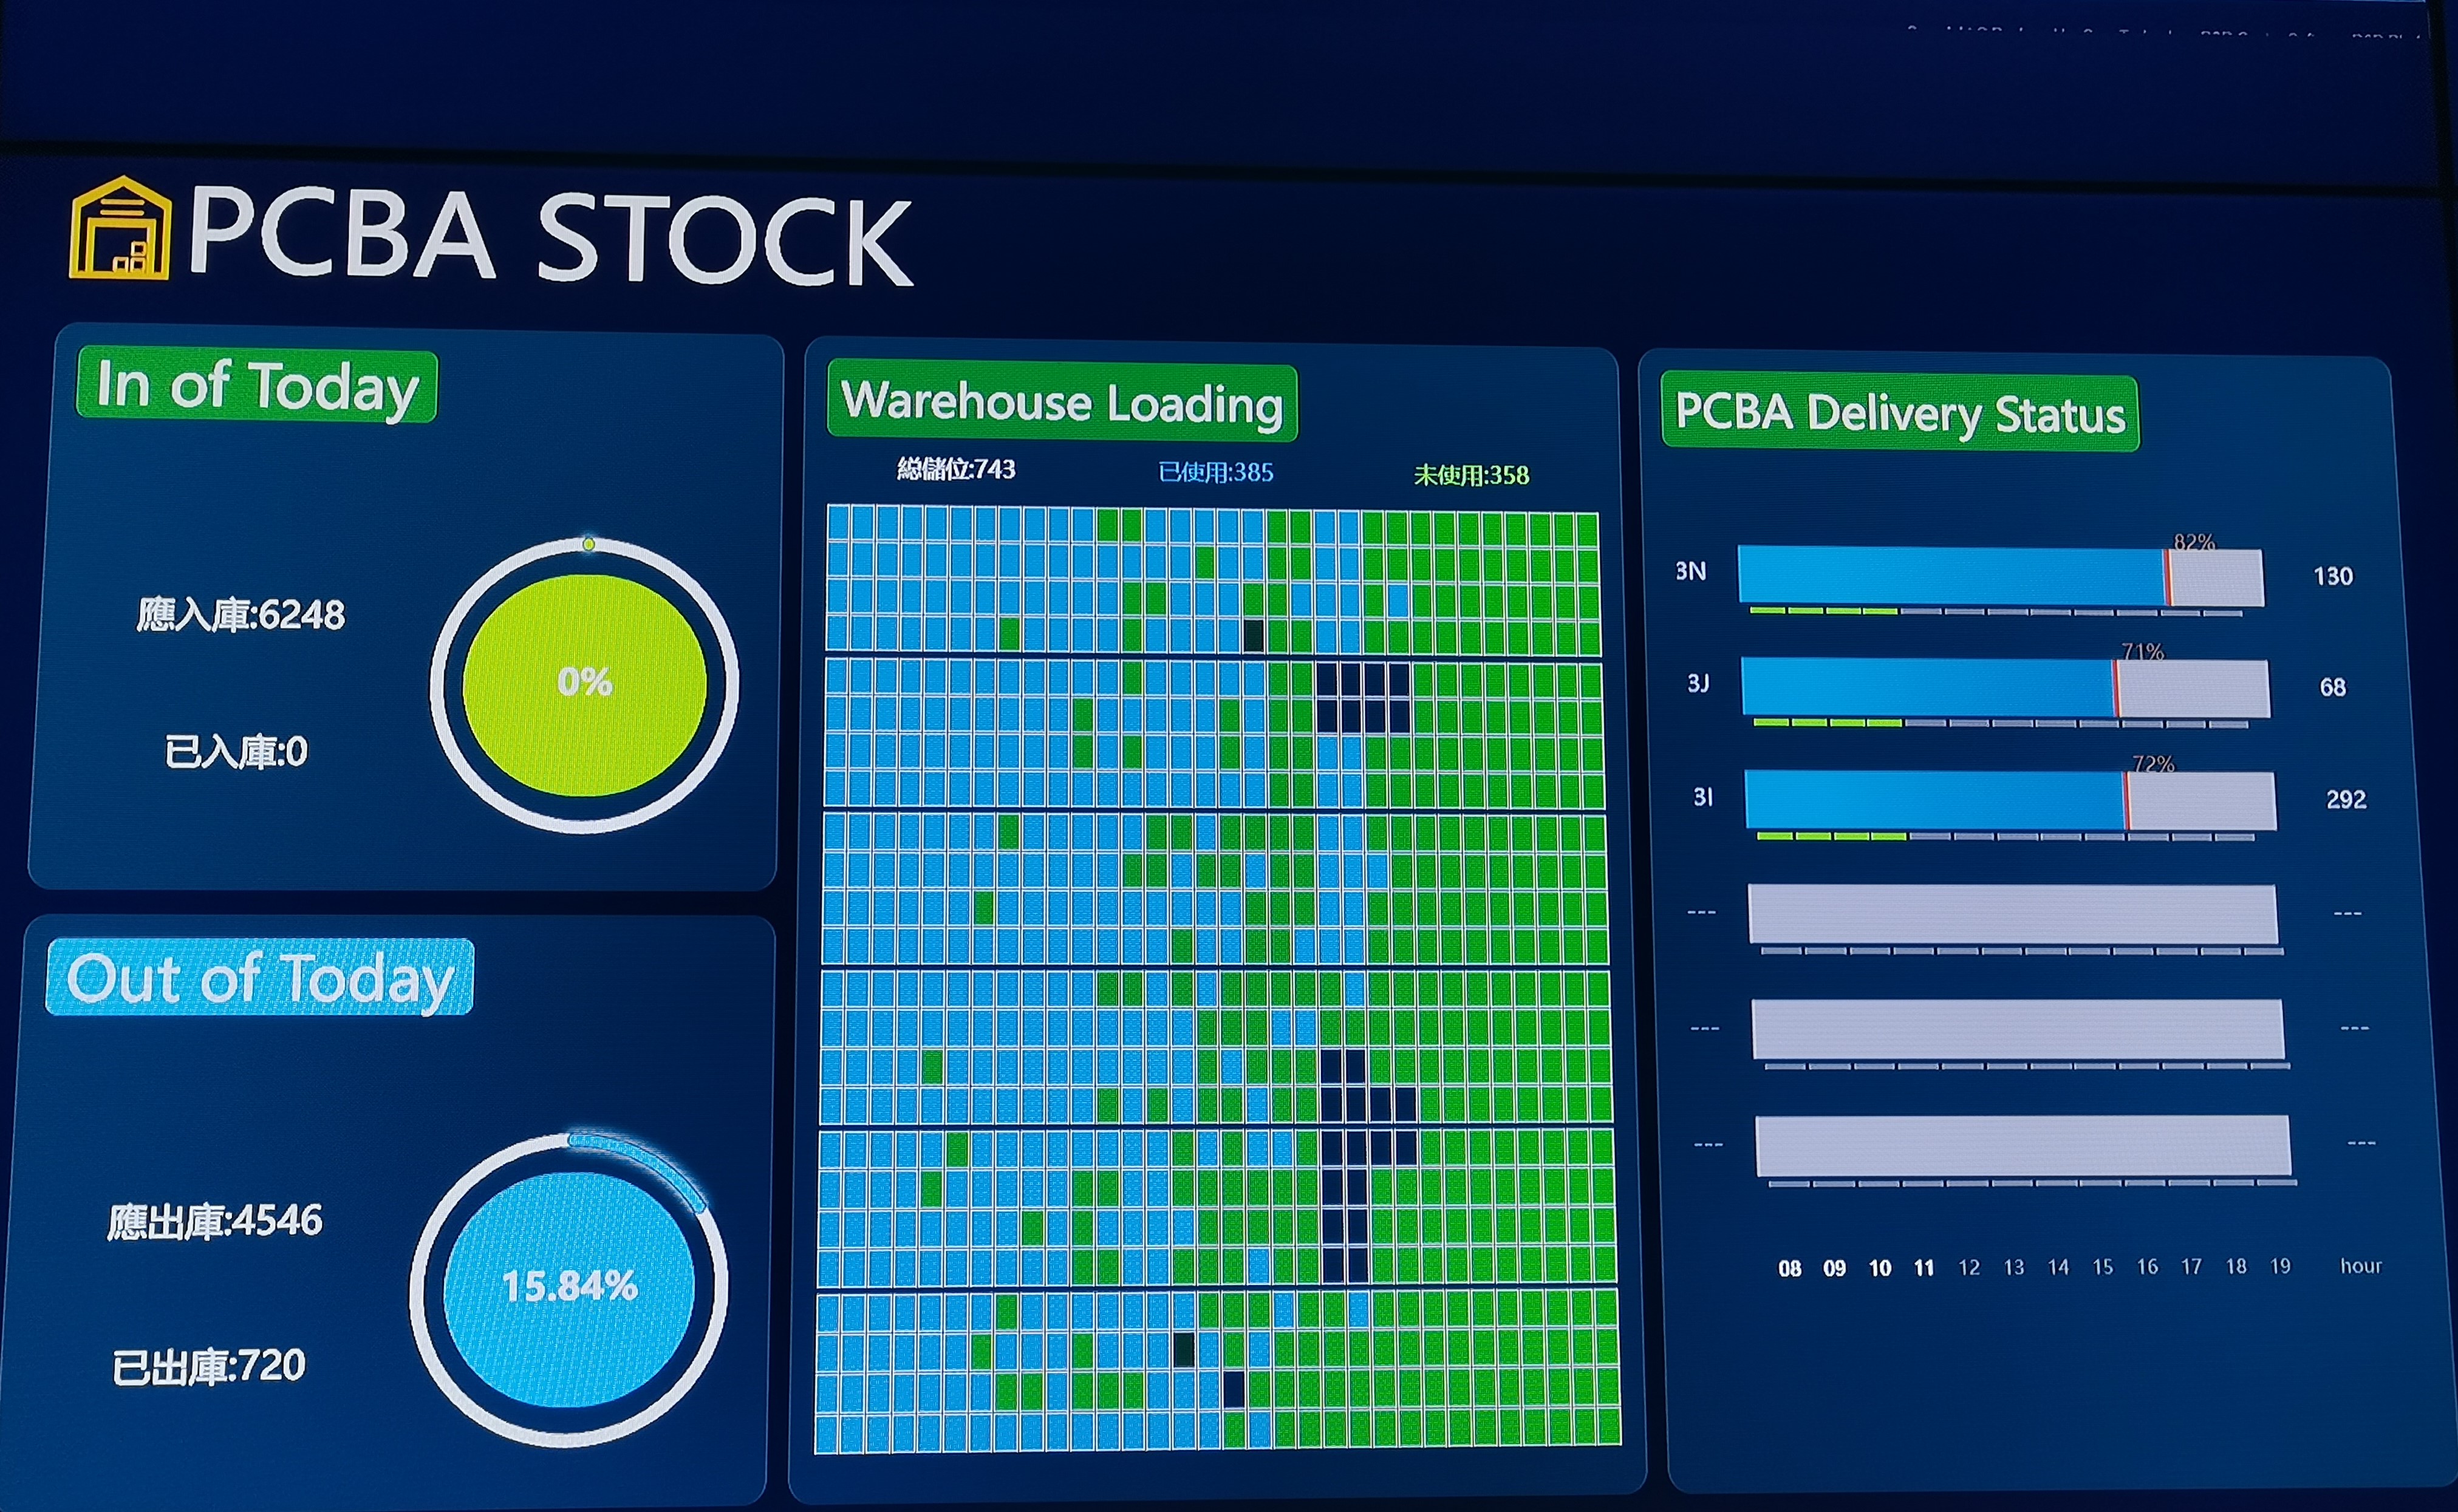 PCBA STOCK
In of Today
應入庫:6248
已入庫:0
0%
Out of Today
應出庫:4546
已出庫:720
15.84%
Warehouse Loading
總儲位:743 已使用:385 未使用:358
PCBA Delivery Status
3N 82% 130
3J 71% 68
3I 72% 292
--- ---
--- ---
--- ---
08 09 10 11 12 13 14 15 16 17 18 19 hour